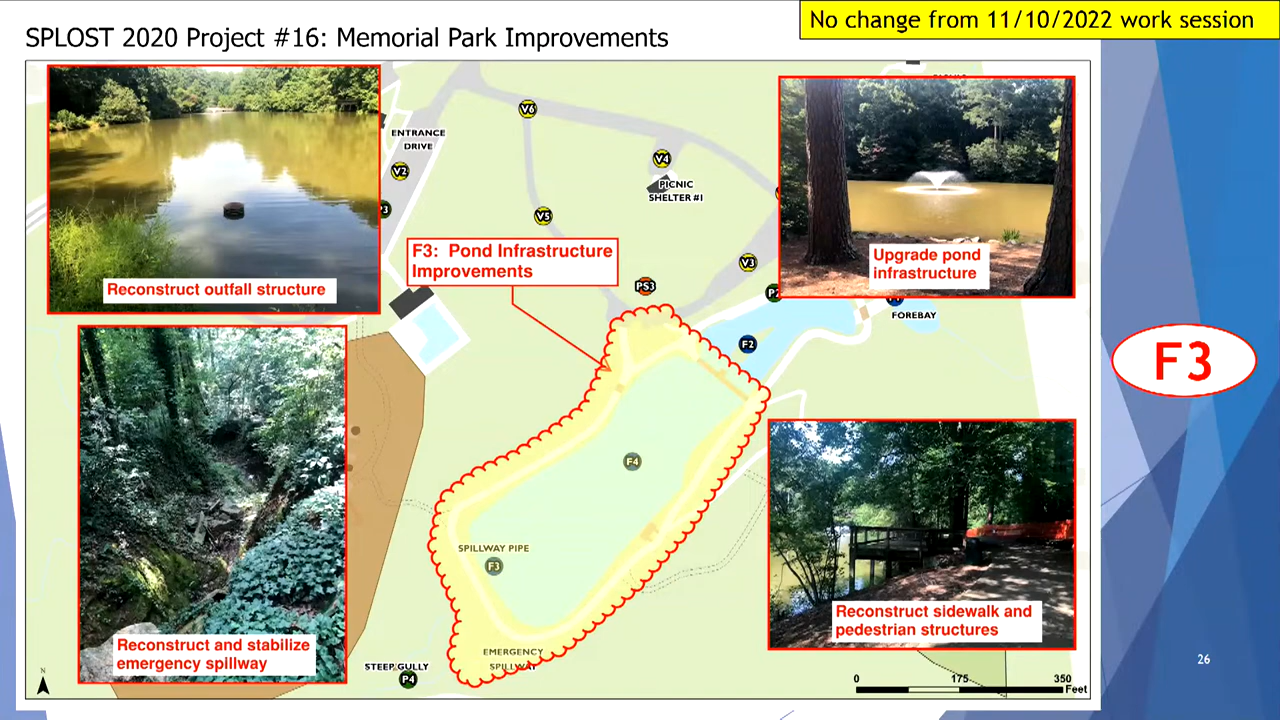 No change from 11/10/2022 work session
SPLOST 2020 Project #16: Memorial Park Improvements
V6
ENTRANCE
DRIVE
V2
V4
PICNIC
SHELTER #1
V5
F3: Pond Infrastructure
Improvements
V3
PS3
Upgrade pond
infrastructure
Reconstruct outfall structure
FOREBAY
F2
F3
F4
SPILLWAY PIPE
F3
Reconstruct sidewalk and
pedestrian structures
Reconstruct and stabilize
emergency spillway
EMERGENCY
SPILLWAY
STEEP GULLY
P4
N
0 175 350
Feet
26